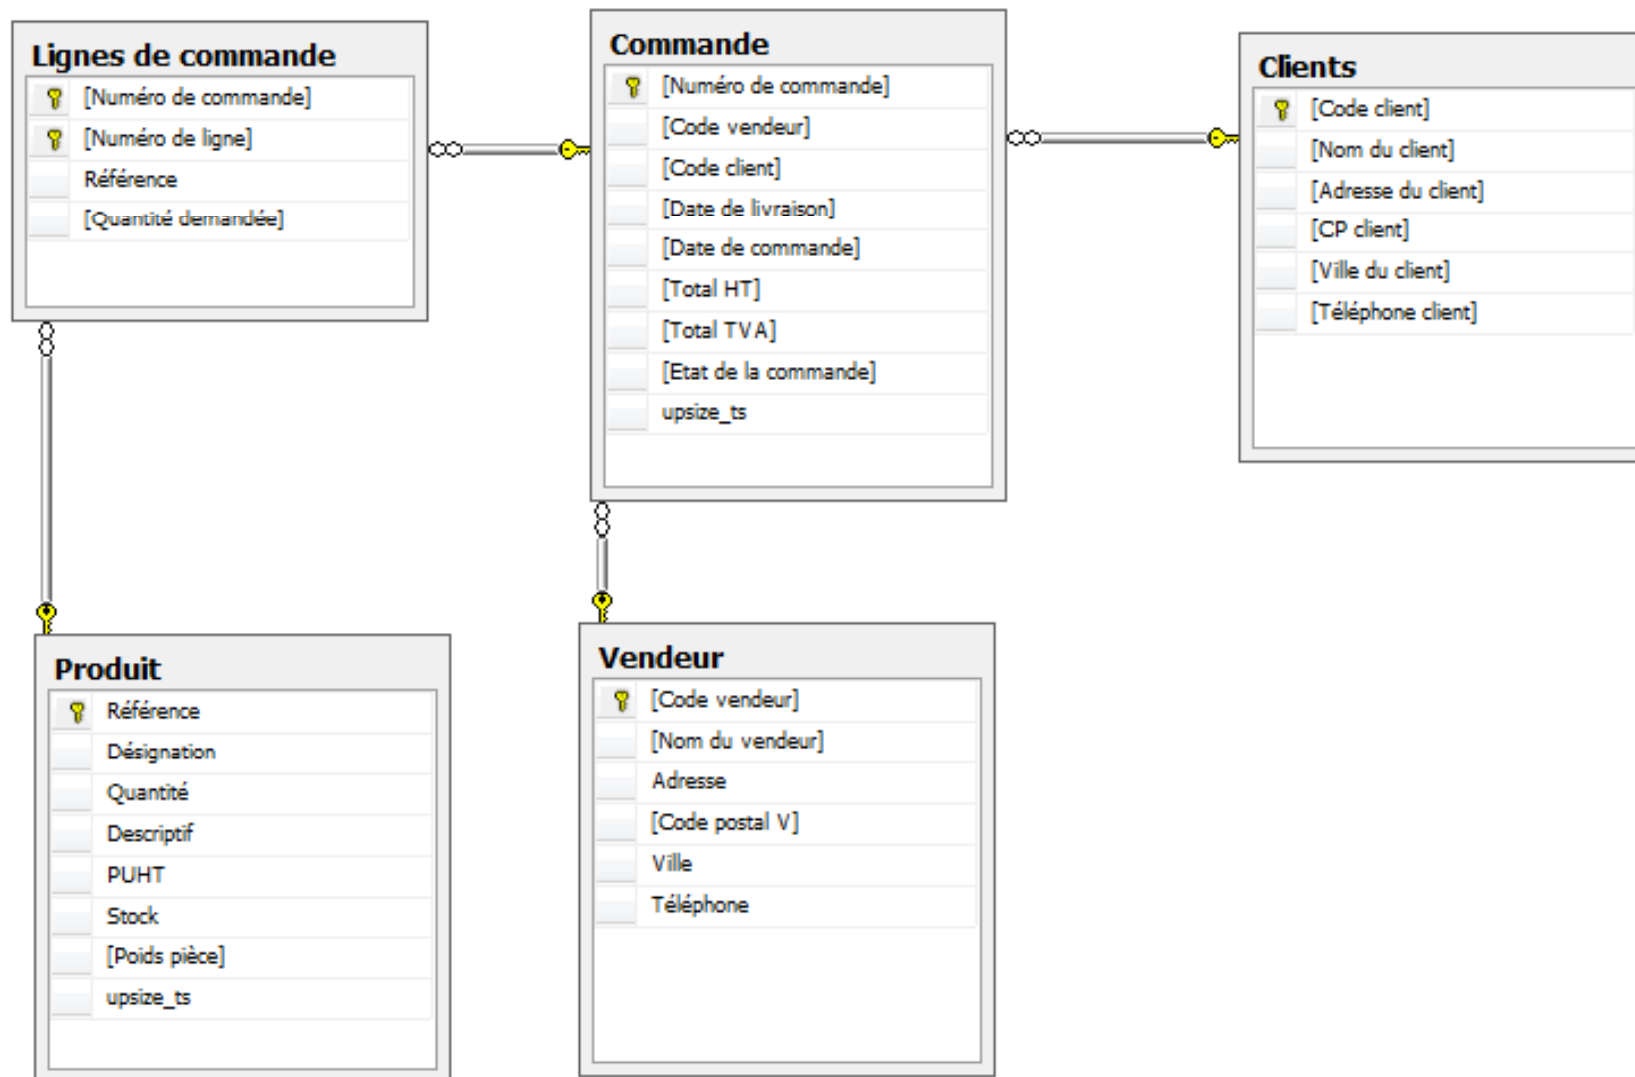 Lignes de commande
[Numéro de commande]
[Numéro de ligne]
Référence
[Quantité demandée]
Commande
[Numéro de commande]
[Code vendeur]
[Code client]
[Date de livraison]
[Date de commande]
[Total HT]
[Total TVA]
[Etat de la commande]
upsize_ts
Clients
[Code client]
[Nom du client]
[Adresse du client]
[CP client]
[Ville du client]
[Téléphone client]
Produit
Référence
Désignation
Quantité
Descriptif
PUHT
Stock
[Poids pièce]
upsize_ts
Vendeur
[Code vendeur]
[Nom du vendeur]
Adresse
[Code postal V]
Ville
Téléphone